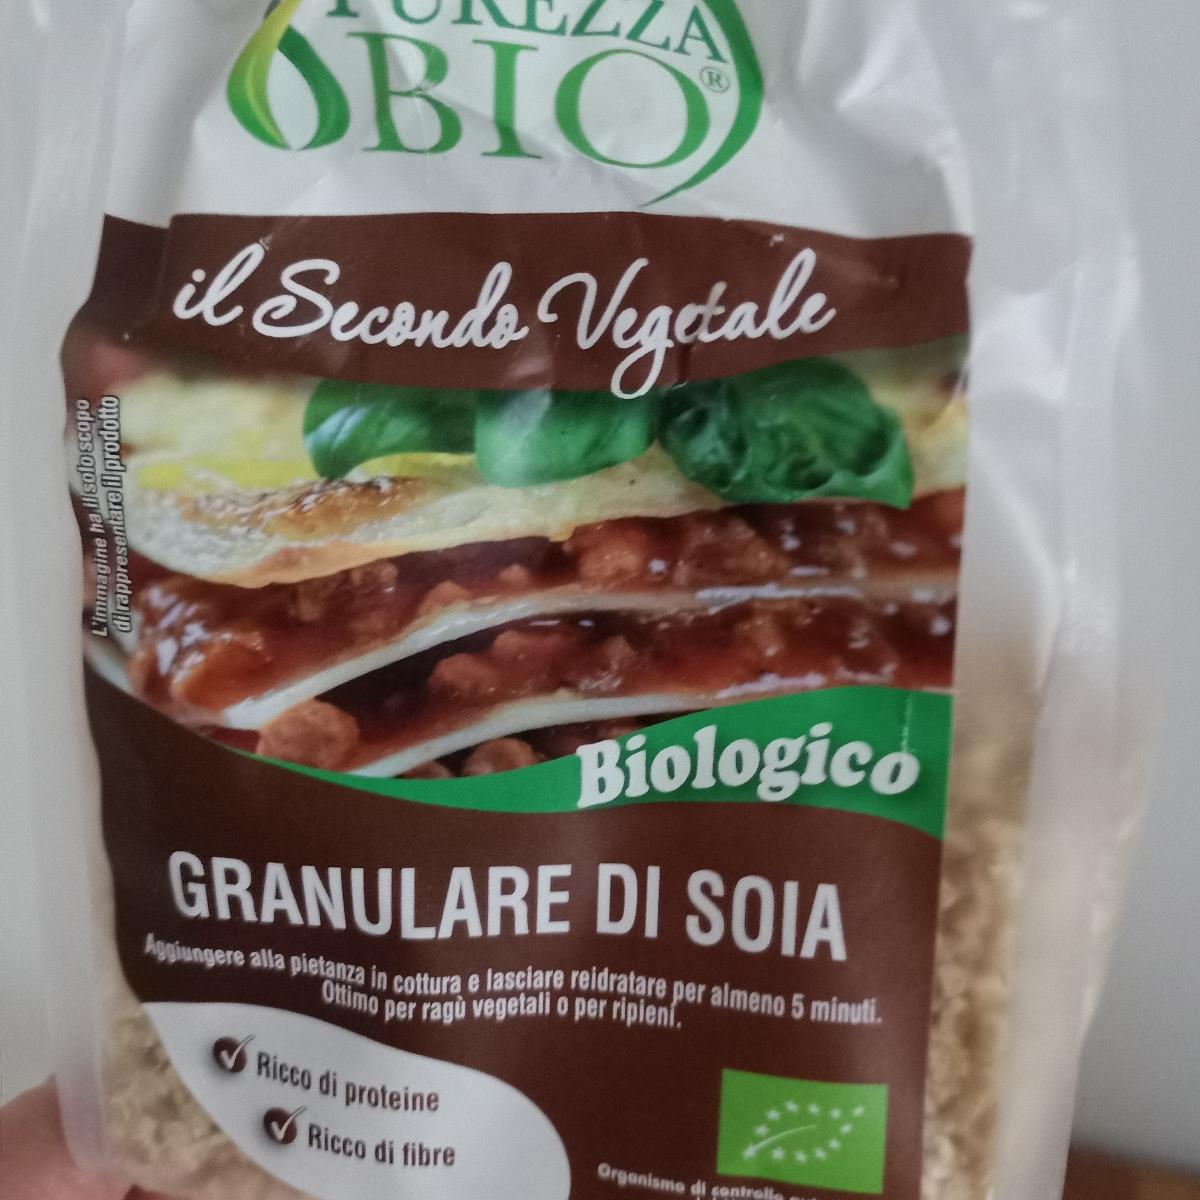 PUREZZA
BIO®
il Secondo Vegetale
L'immagine ha il solo scopo
di rappresentare il prodotto
Biologico
GRANULARE DI SOIA
Aggiungere alla pietanza in cottura e lasciare reidratare per almeno 5 minuti.
Ottimo per ragù vegetali o per ripieni.
Ricco di proteine
Ricco di fibre
Organismo di controllo